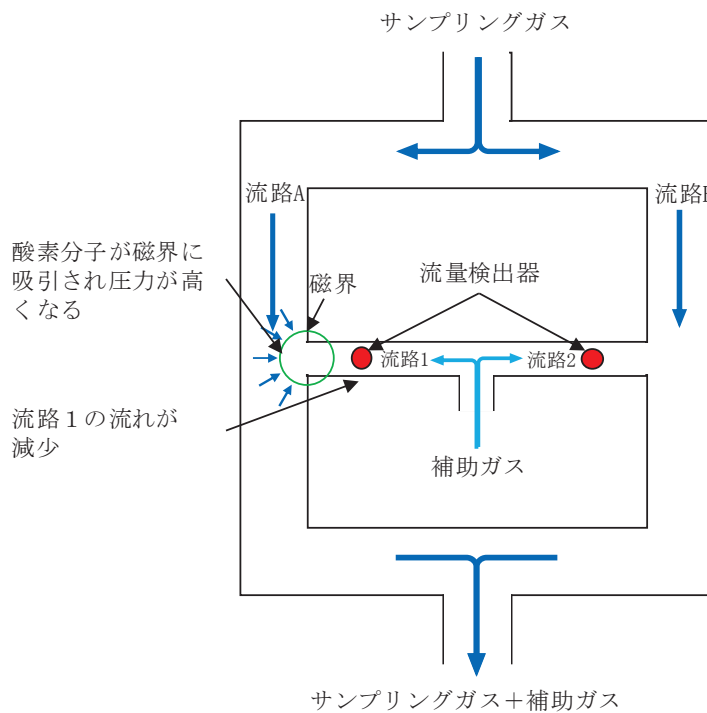 サンプリングガス
流路A
流路
酸素分子が磁界に
吸引され圧力が高
くなる
磁界
流量検出器
流路1
流路2
流路１の流れが
減少
補助ガス
サンプリングガス＋補助ガス